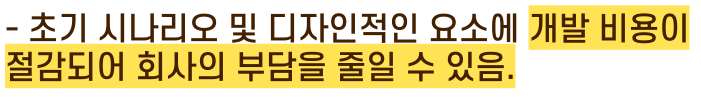 - 초기 시나리오 및 디자인적인 요소에 개발 비용이
절감되어 회사의 부담을 줄일 수 있음.